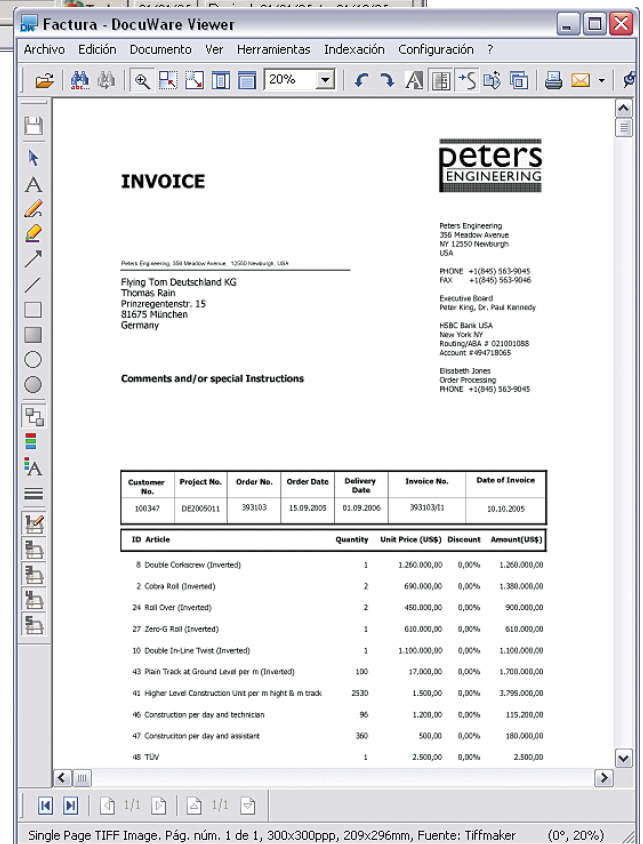 Factura - DocuWare Viewer
Archivo Edición Documento Ver Herramientas Indexación Configuración ?
20%
INVOICE
peters
ENGINEERING
Peters Engineering
356 Meadow Avenue
NY 12550 Newburgh
USA
PHONE +1(845) 563-9045
FAX +1(845) 563-9046
Executive Board
Peter King, Dr. Paul Kennedy
HSBC Bank USA
New York NY
Routing/ABA # 021001088
Account #494718065
Elisabeth Jones
Order Processing
PHONE +1(845) 563-9045
Peters Engineering, 356 Meadow Avenue, 12550 Newburgh, USA
Flying Tom Deutschland KG
Thomas Rain
Prinzregentenstr. 15
81675 München
Germany
Comments and/or special Instructions
Customer No. Project No. Order No. Order Date Delivery Date Invoice No. Date of Invoice
100347 DE2005011 393103 15.09.2005 01.09.2006 393103/I1 10.10.2005
ID Article Quantity Unit Price (US$) Discount Amount(US$)
8 Double Corkscrew (Inverted) 1 1.260.000,00 0,00% 1.260.000,00
2 Cobra Roll (Inverted) 2 690.000,00 0,00% 1.380.000,00
24 Roll Over (Inverted) 2 450.000,00 0,00% 900.000,00
27 Zero-G Roll (Inverted) 1 610.000,00 0,00% 610.000,00
10 Double In-Line Twist (Inverted) 1 1.100.000,00 0,00% 1.100.000,00
43 Plain Track at Ground Level per m (Inverted) 100 17.000,00 0,00% 1.700.000,00
41 Higher Level Construction Unit per m hight & m track 2530 1.500,00 0,00% 3.795.000,00
46 Construction per day and technician 96 1.200,00 0,00% 115.200,00
47 Construciton per day and assistant 360 500,00 0,00% 180.000,00
48 TÜV 1 2.500,00 0,00% 2.500,00
1/1 1/1
Single Page TIFF Image. Pág. núm. 1 de 1, 300x300ppp, 209x296mm, Fuente: Tiffmaker (0°, 20%)